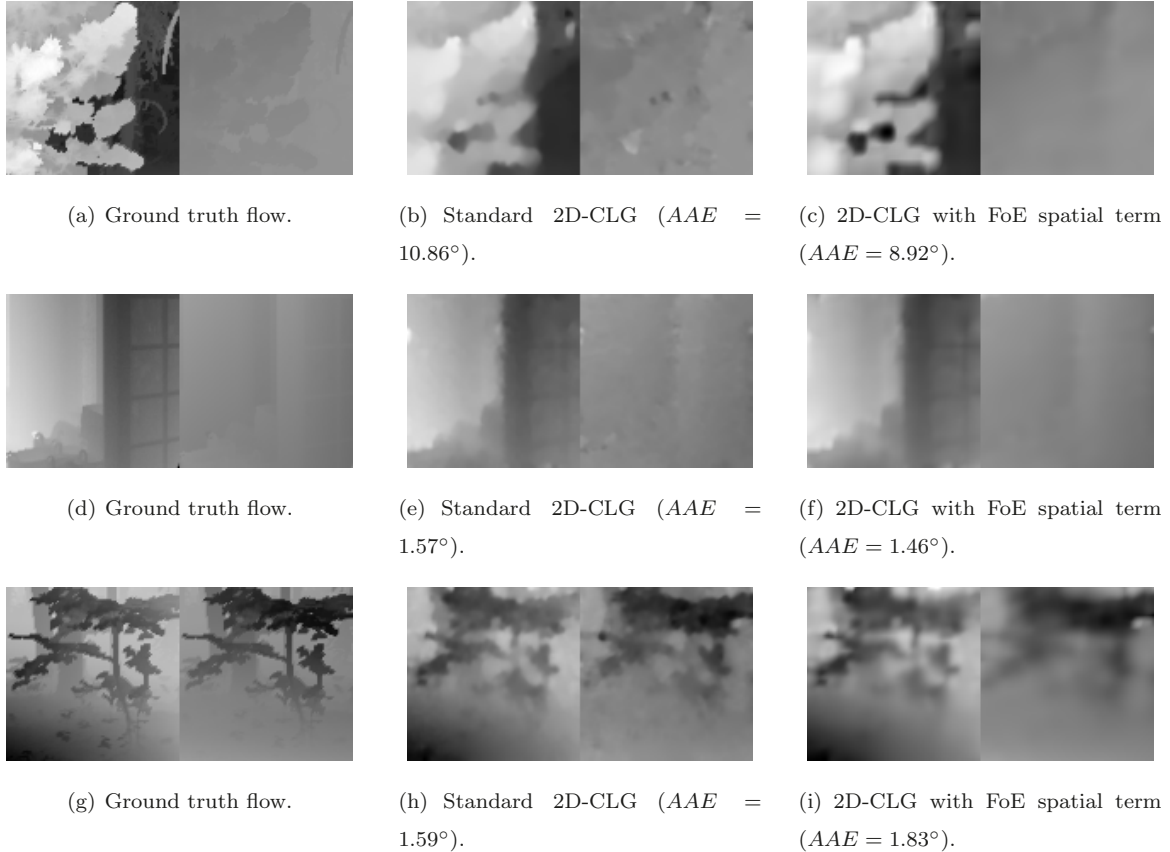 (a) Ground truth flow.
(b) Standard 2D-CLG (AAE =
10.86°).
(c) 2D-CLG with FoE spatial term
(AAE = 8.92°).
(d) Ground truth flow.
(e) Standard 2D-CLG (AAE =
1.57°).
(f) 2D-CLG with FoE spatial term
(AAE = 1.46°).
(g) Ground truth flow.
(h) Standard 2D-CLG (AAE =
1.59°).
(i) 2D-CLG with FoE spatial term
(AAE = 1.83°).